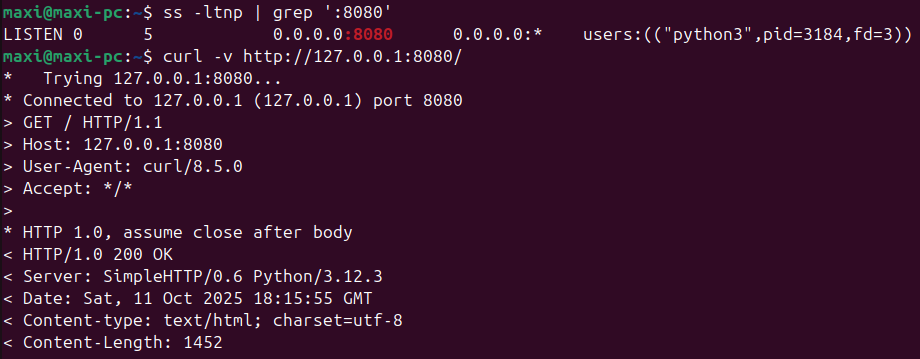 maxi@maxi-pc:~$ ss -ltnp | grep ':8080'
LISTEN 0      5            0.0.0.0:8080      0.0.0.0:*    users:(("python3",pid=3184,fd=3))
maxi@maxi-pc:~$ curl -v http://127.0.0.1:8080/
*   Trying 127.0.0.1:8080...
* Connected to 127.0.0.1 (127.0.0.1) port 8080
> GET / HTTP/1.1
> Host: 127.0.0.1:8080
> User-Agent: curl/8.5.0
> Accept: */*
>
* HTTP 1.0, assume close after body
< HTTP/1.0 200 OK
< Server: SimpleHTTP/0.6 Python/3.12.3
< Date: Sat, 11 Oct 2025 18:15:55 GMT
< Content-type: text/html; charset=utf-8
< Content-Length: 1452